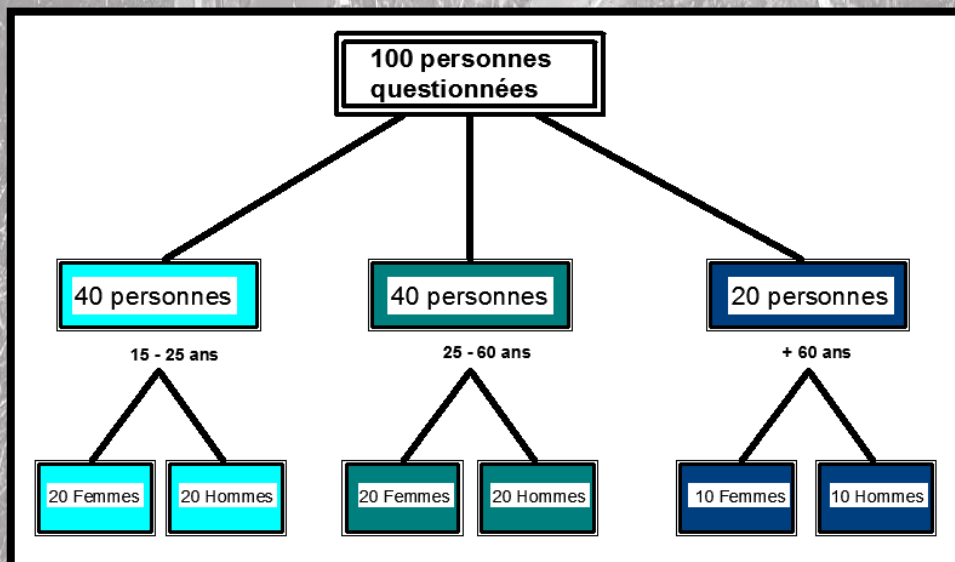 100 personnes
questionnées
40 personnes
40 personnes
20 personnes
15 - 25 ans
25 - 60 ans
+ 60 ans
20 Femmes
20 Hommes
20 Femmes
20 Hommes
10 Femmes
10 Hommes